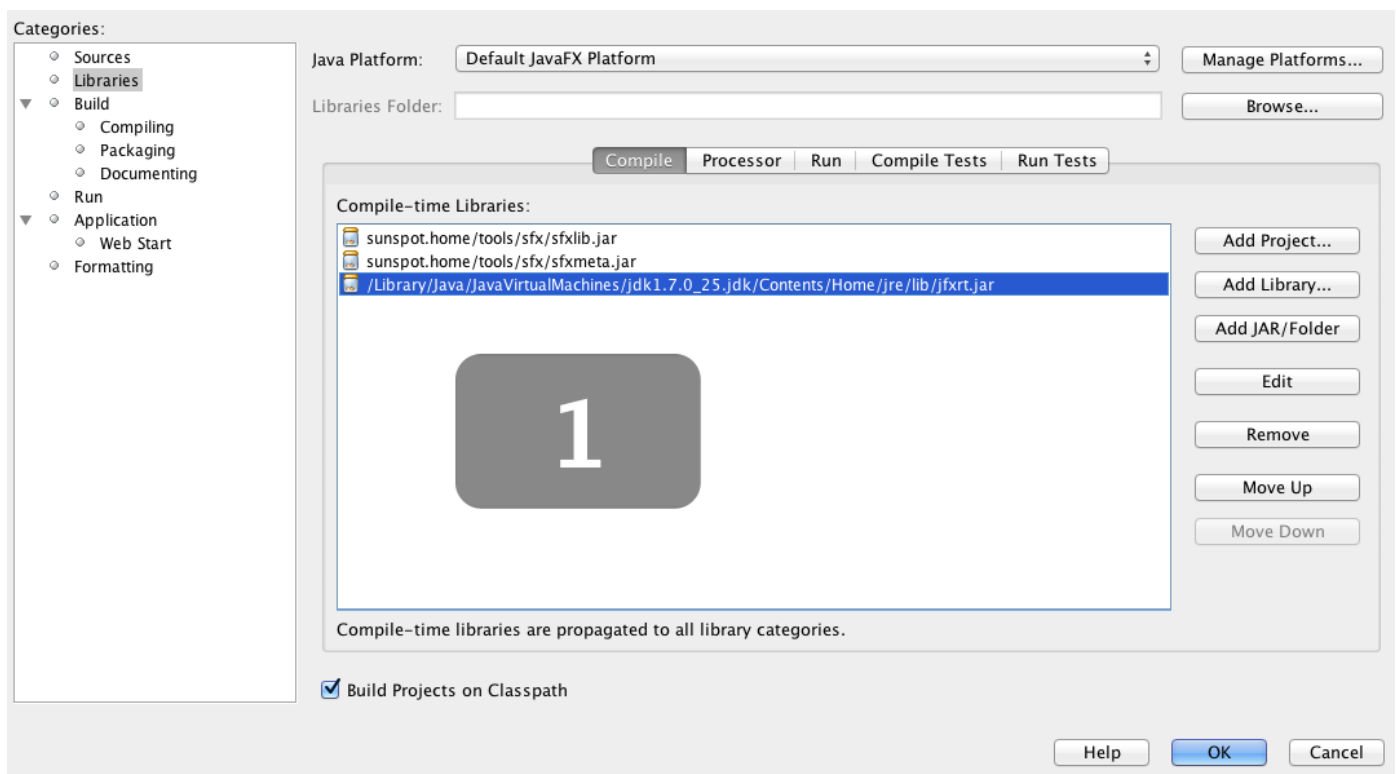 Categories:
Sources
Libraries
Build
Compiling
Packaging
Documenting
Run
Application
Web Start
Formatting
Java Platform:
Default JavaFX Platform
Manage Platforms...
Libraries Folder:
Browse...
Compile
Processor
Run
Compile Tests
Run Tests
Compile-time Libraries:
sunspot.home/tools/sfx/sfxlib.jar
sunspot.home/tools/sfx/sfxmeta.jar
/Library/Java/JavaVirtualMachines/jdk1.7.0_25.jdk/Contents/Home/jre/lib/jfxrt.jar
1
Add Project...
Add Library...
Add JAR/Folder
Edit
Remove
Move Up
Move Down
Compile-time libraries are propagated to all library categories.
Build Projects on Classpath
Help
OK
Cancel